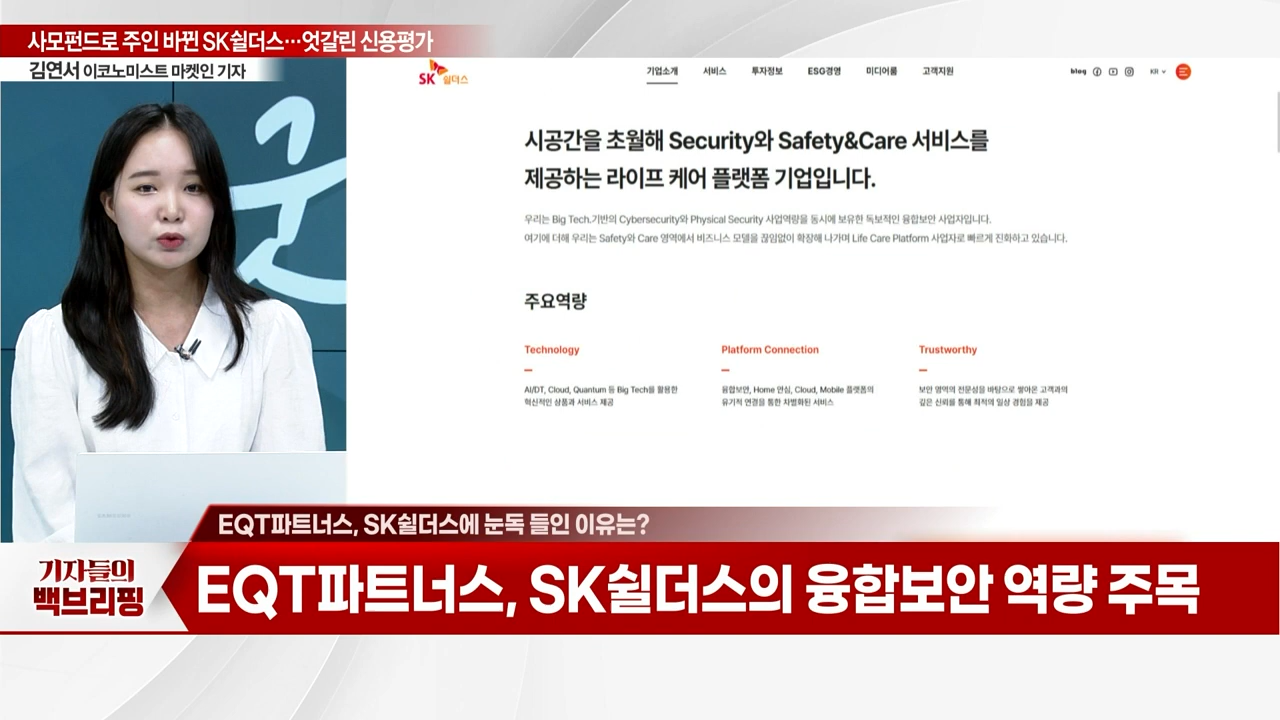 사모펀드로 주인 바뀐 SK쉴더스…엇갈린 신용평가
김연서 이코노미스트 마켓인 기자
SK 쉴더스
기업소개 서비스 투자정보 ESG경영 미디어룸 고객지원
blog KR
시공간을 초월해 Security와 Safety&Care 서비스를
제공하는 라이프 케어 플랫폼 기업입니다.
우리는 Big Tech.기반의 Cybersecurity와 Physical Security 사업역량을 동시에 보유한 독보적인 융합보안 사업자입니다.
여기에 더해 우리는 Safety와 Care 영역에서 비즈니스 모델을 끊임없이 확장해 나가며 Life Care Platform 사업자로 빠르게 진화하고 있습니다.
주요역량
Technology
AI/DT, Cloud, Quantum 등 Big Tech를 활용한
혁신적인 상품과 서비스 제공
Platform Connection
융합보안, Home 안심, Cloud, Mobile 플랫폼의
유기적 연결을 통한 차별화된 서비스
Trustworthy
보안 영역의 전문성을 바탕으로 쌓아온 고객과의
깊은 신뢰를 통해 최적의 일상 경험을 제공
EQT파트너스, SK쉴더스에 눈독 들인 이유는?
기자들의
백브리핑
EQT파트너스, SK쉴더스의 융합보안 역량 주목